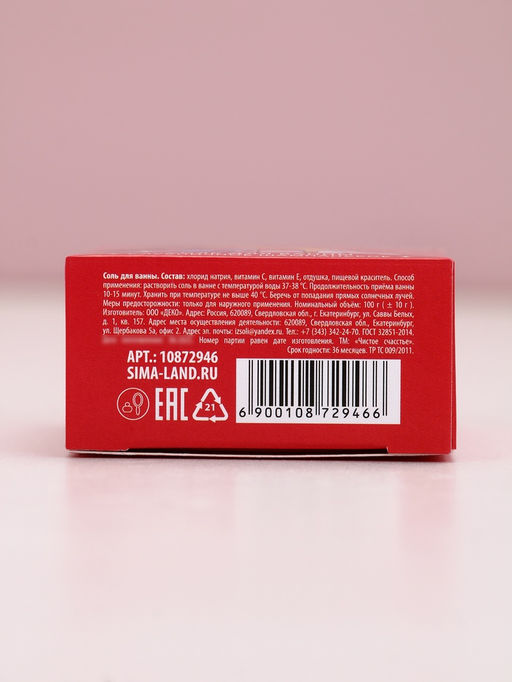 Соль для ванны. Состав: хлорид натрия, витамин С, витамин Е, отдушка, пищевой краситель. Способ
применения: растворить соль в ванне с температурой воды 37-38 °С. Продолжительность приёма ванны
10-15 минут. Хранить при температуре не выше 40 °С. Беречь от попадания прямых солнечных лучей.
Меры предосторожности: только для наружного применения. Номинальный объём: 100 г ( ± 10 г ).
Изготовитель: ООО «ДЕКО». Адрес: Россия, 620089, Свердловская обл., г. Екатеринбург, ул. Саввы Белых,
д. 1, кв. 157. Адрес места осуществления деятельности: 620089, Свердловская обл., г. Екатеринбург,
ул. Щербакова 5а, офис 2. Адрес эл. почты: izsoli@yandex.ru. Тел.: +7 (343) 342-24-70. ГОСТ 32851-2014.
Номер партии равен дате изготовления. ТМ: «Чистое счастье».
Срок годности: 36 месяцев. ТР ТС 009/2011.
АРТ.: 10872946
SIMA-LAND.RU
EAC
21
6 900108 729466